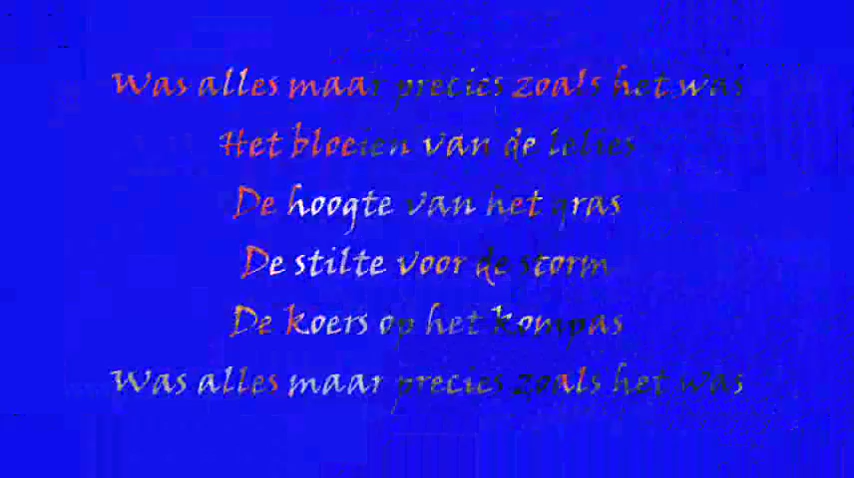 Was alles maar precies zoals het was
Het bloeien van de lelies
De hoogte van het gras
De stilte voor de storm
De koers op het kompas
Was alles maar precies zoals het was